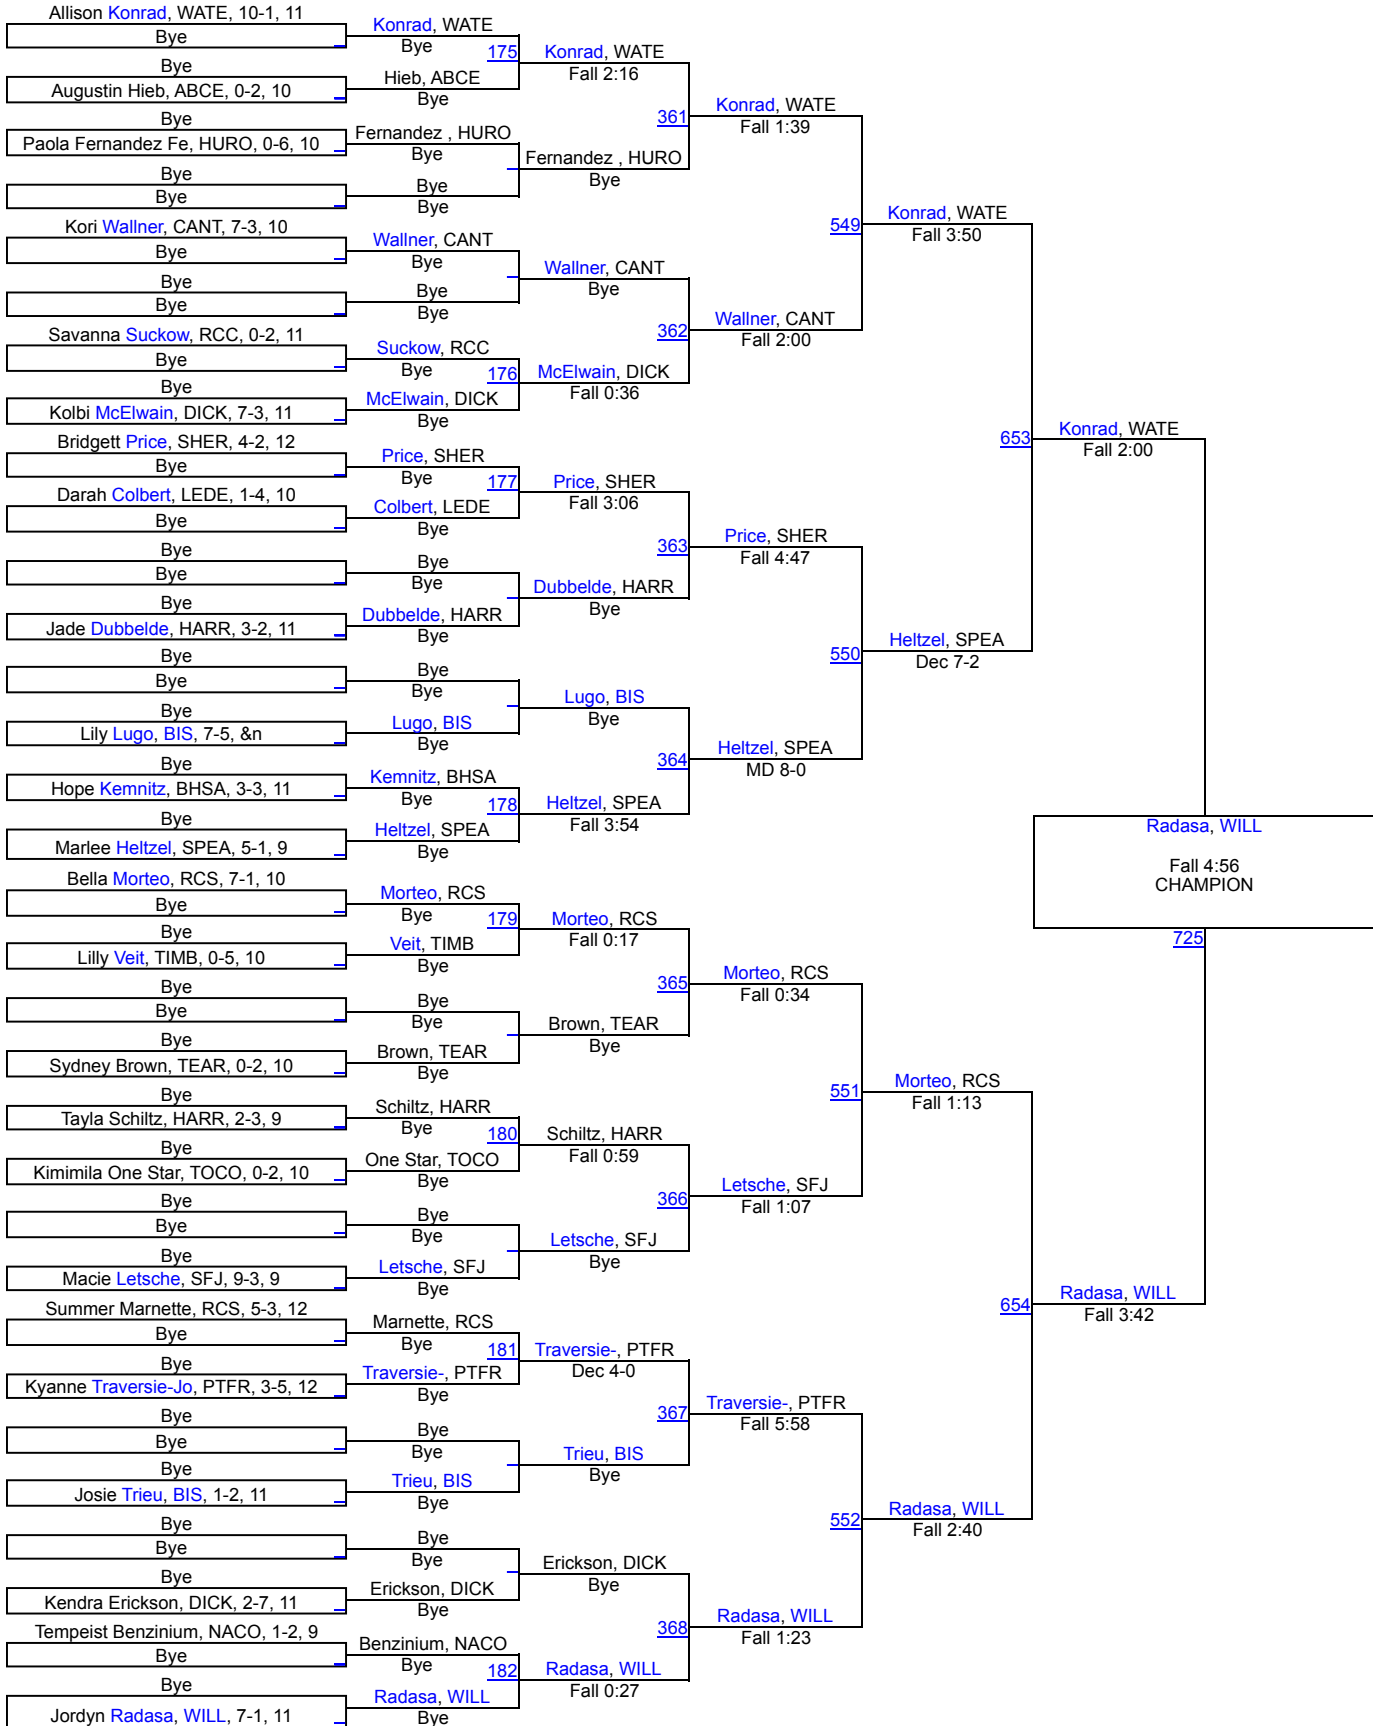 Allison Konrad, WATE, 10-1, 11
Bye
Bye
Augustin Hieb, ABCE, 0-2, 10
Bye
Paola Fernandez Fe, HURO, 0-6, 10
Bye
Bye
Kori Wallner, CANT, 7-3, 10
Bye
Bye
Bye
Savanna Suckow, RCC, 0-2, 11
Bye
Bye
Kolbi McElwain, DICK, 7-3, 11
Bridgett Price, SHER, 4-2, 12
Bye
Darah Colbert, LEDE, 1-4, 10
Bye
Bye
Bye
Bye
Jade Dubbelde, HARR, 3-2, 11
Bye
Bye
Bye
Lily Lugo, BIS, 7-5, &n
Bye
Hope Kemnitz, BHSA, 3-3, 11
Bye
Marlee Heltzel, SPEA, 5-1, 9
Bella Morteo, RCS, 7-1, 10
Bye
Bye
Lilly Veit, TIMB, 0-5, 10
Bye
Bye
Bye
Sydney Brown, TEAR, 0-2, 10
Bye
Tayla Schiltz, HARR, 2-3, 9
Bye
Kimimila One Star, TOCO, 0-2, 10
Bye
Bye
Bye
Macie Letsche, SFJ, 9-3, 9
Summer Marnette, RCS, 5-3, 12
Bye
Bye
Kyanne Traversie-Jo, PTFR, 3-5, 12
Bye
Bye
Bye
Josie Trieu, BIS, 1-2, 11
Bye
Bye
Bye
Kendra Erickson, DICK, 2-7, 11
Tempeist Benzinium, NACO, 1-2, 9
Bye
Bye
Jordyn Radasa, WILL, 7-1, 11
Konrad, WATE
Bye
175
Hieb, ABCE
Bye
Fernandez , HURO
Bye
Bye
Bye
Wallner, CANT
Bye
Bye
Bye
Suckow, RCC
Bye
176
McElwain, DICK
Bye
Price, SHER
Bye
177
Colbert, LEDE
Bye
Bye
Bye
Dubbelde, HARR
Bye
Bye
Bye
Lugo, BIS
Bye
Kemnitz, BHSA
Bye
178
Heltzel, SPEA
Bye
Morteo, RCS
Bye
179
Veit, TIMB
Bye
Bye
Bye
Brown, TEAR
Bye
Schiltz, HARR
Bye
180
One Star, TOCO
Bye
Bye
Bye
Letsche, SFJ
Bye
Marnette, RCS
Bye
181
Traversie-, PTFR
Bye
Bye
Bye
Trieu, BIS
Bye
Bye
Bye
Erickson, DICK
Bye
Benzinium, NACO
Bye
182
Radasa, WILL
Bye
Konrad, WATE
Fall 2:16
361
Fernandez , HURO
Bye
Wallner, CANT
Bye
362
McElwain, DICK
Fall 0:36
Price, SHER
Fall 3:06
363
Dubbelde, HARR
Bye
Lugo, BIS
Bye
364
Heltzel, SPEA
Fall 3:54
Morteo, RCS
Fall 0:17
365
Brown, TEAR
Bye
Schiltz, HARR
Fall 0:59
366
Letsche, SFJ
Bye
Traversie-, PTFR
Dec 4-0
367
Trieu, BIS
Bye
Erickson, DICK
Bye
368
Radasa, WILL
Fall 0:27
Konrad, WATE
Fall 1:39
549
Wallner, CANT
Fall 2:00
Price, SHER
Fall 4:47
550
Heltzel, SPEA
MD 8-0
Morteo, RCS
Fall 0:34
551
Letsche, SFJ
Fall 1:07
Traversie-, PTFR
Fall 5:58
552
Radasa, WILL
Fall 1:23
Konrad, WATE
Fall 3:50
653
Heltzel, SPEA
Dec 7-2
Morteo, RCS
Fall 1:13
654
Radasa, WILL
Fall 2:40
Konrad, WATE
Fall 2:00
Radasa, WILL
Fall 3:42
Radasa, WILL
Fall 4:56
CHAMPION
725